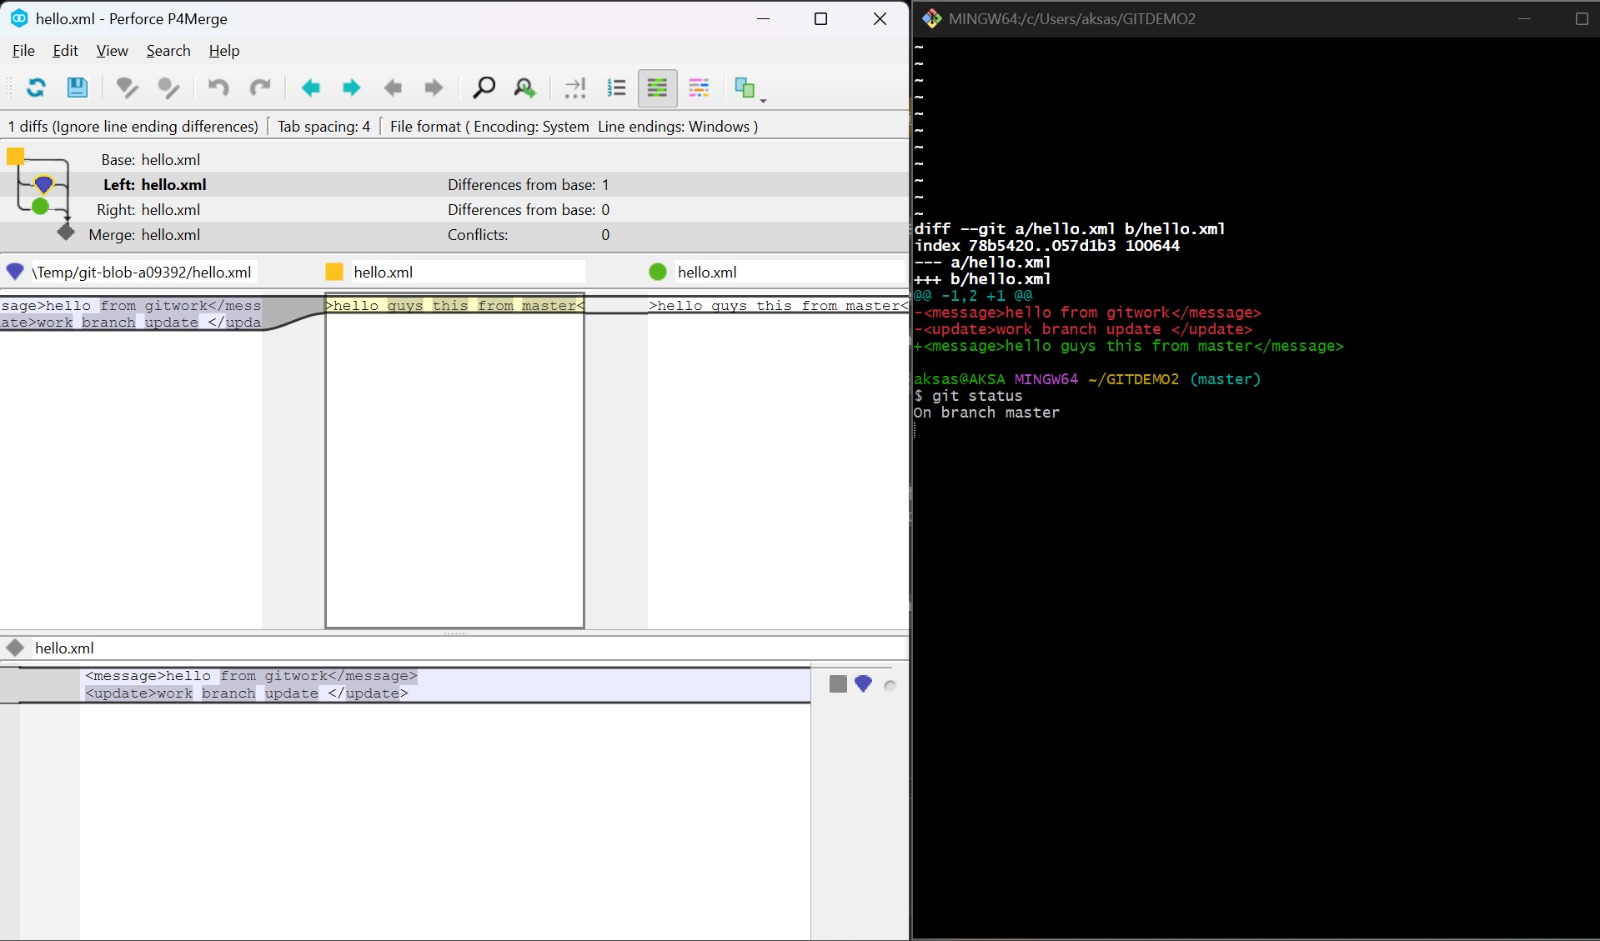 hello.xml - Perforce P4Merge
File Edit View Search Help
1 diffs (Ignore line ending differences) Tab spacing: 4 File format ( Encoding: System Line endings: Windows )
Base: hello.xml
Left: hello.xml Differences from base: 1
Right: hello.xml Differences from base: 0
Merge: hello.xml Conflicts: 0
\Temp/git-blob-a09392/hello.xml hello.xml hello.xml
sage>hello from gitwork</mess >hello guys this from master< >hello guys this from master<
ate>work branch update </upda
hello.xml
<message>hello from gitwork</message>
<update>work branch update </update>
MINGW64:/c/Users/aksas/GITDEMO2
~
~
~
~
~
~
~
~
~
~
~
diff --git a/hello.xml b/hello.xml
index 78b5420..057d1b3 100644
--- a/hello.xml
+++ b/hello.xml
@@ -1,2 +1 @@
-<message>hello from gitwork</message>
-<update>work branch update </update>
+<message>hello guys this from master</message>
aksas@AKSA MINGW64 ~/GITDEMO2 (master)
$ git status
On branch master